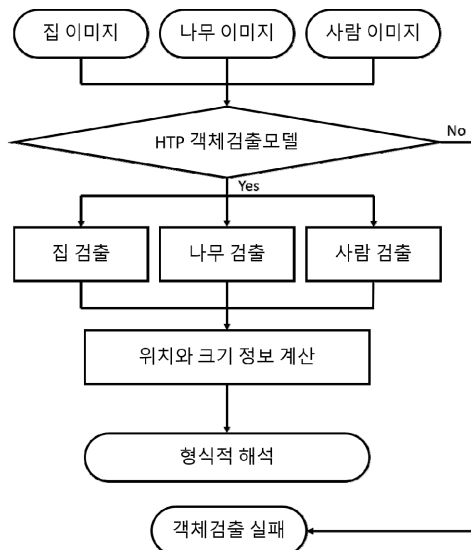 집 이미지
나무 이미지
사람 이미지
HTP 객체검출모델
No
Yes
집 검출
나무 검출
사람 검출
위치와 크기 정보 계산
형식적 해석
객체검출 실패